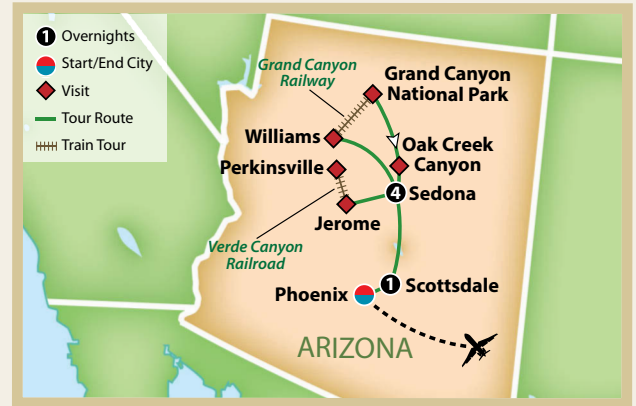 1 Overnights
Start/End City
Visit
Tour Route
Train Tour
Grand Canyon
Railway
Grand Canyon
National Park
Williams
Oak Creek
Canyon
Perkinsville
4 Sedona
Jerome
Verde Canyon
Railroad
1 Scottsdale
Phoenix
ARIZONA